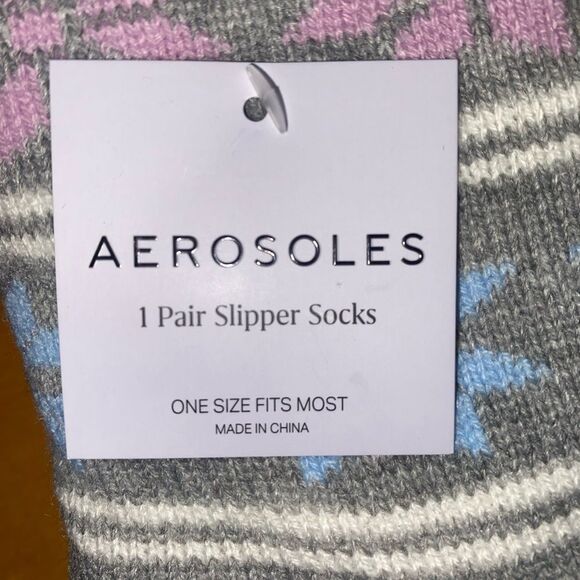 AEROSOLES
1 Pair Slipper Socks
ONE SIZE FITS MOST
MADE IN CHINA